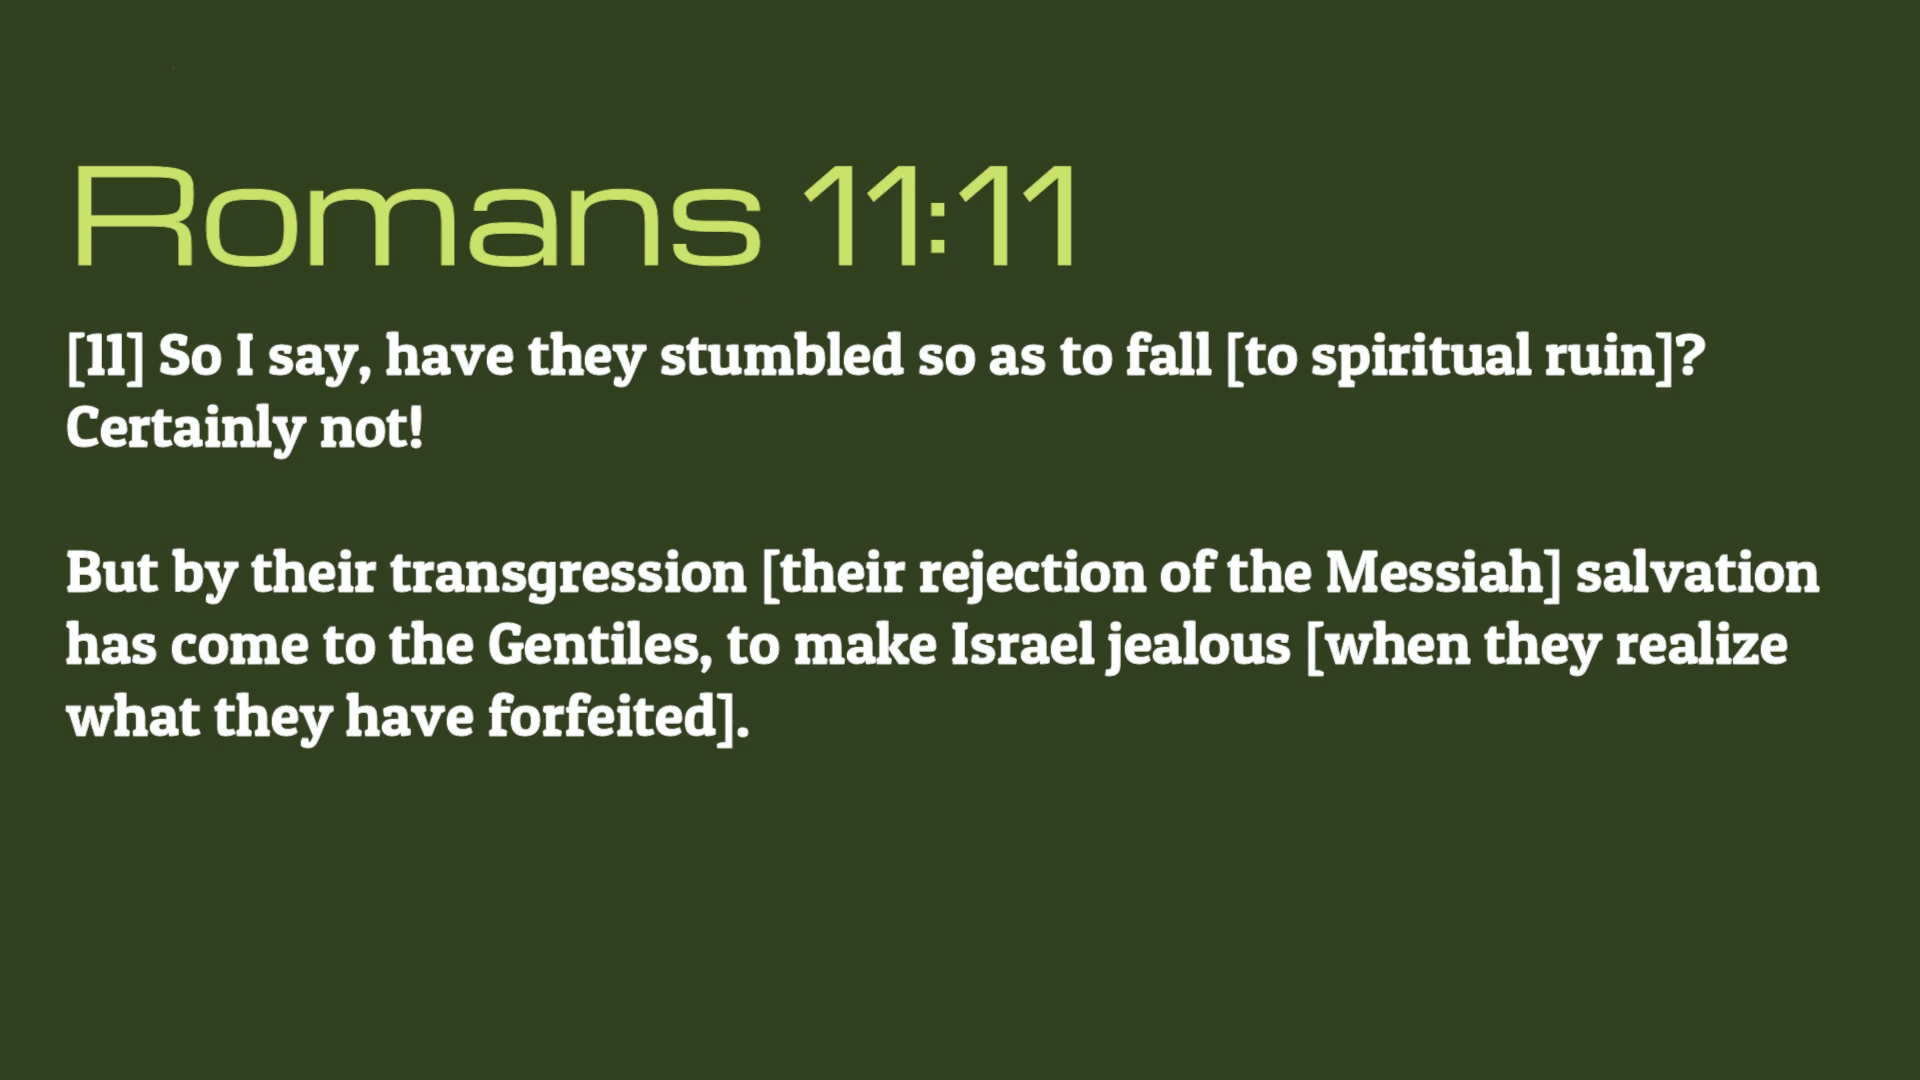 Romans 11:11
[11] So I say, have they stumbled so as to fall [to spiritual ruin]?
Certainly not!
But by their transgression [their rejection of the Messiah] salvation
has come to the Gentiles, to make Israel jealous [when they realize
what they have forfeited].